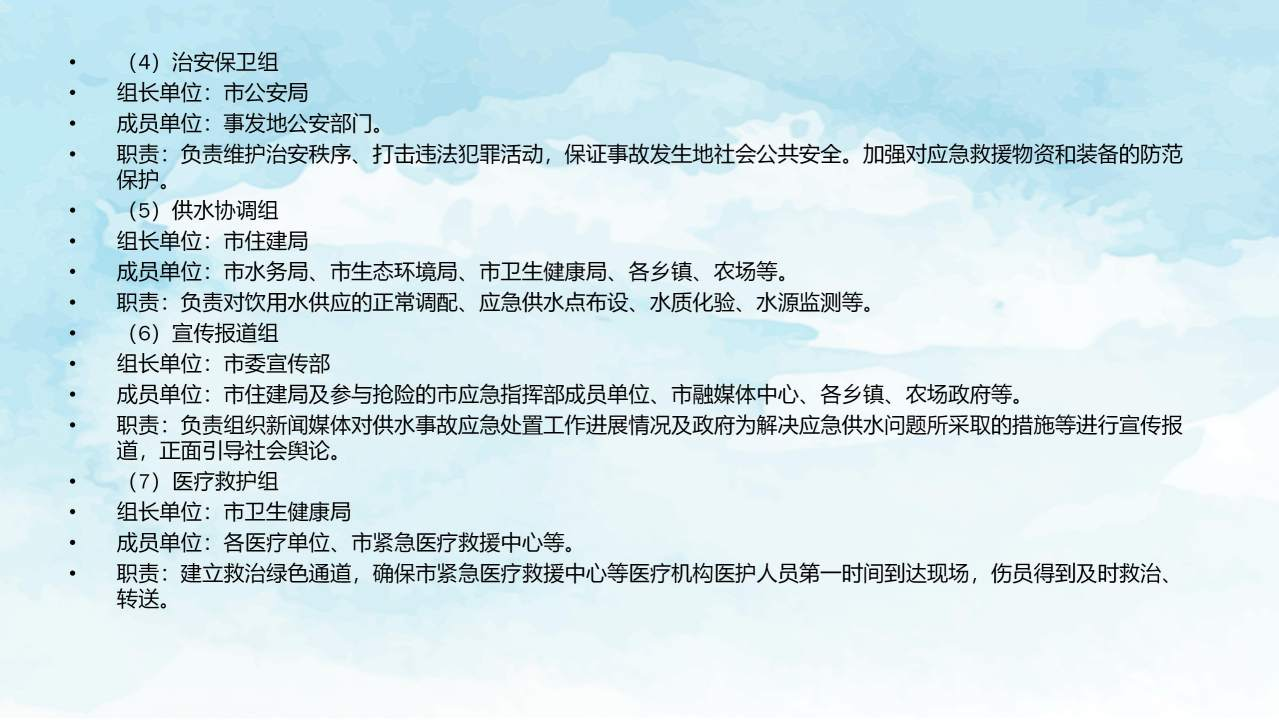 • （4）治安保卫组
• 组长单位：市公安局
• 成员单位：事发地公安部门。
• 职责：负责维护治安秩序、打击违法犯罪活动，保证事故发生地社会公共安全。加强对应急救援物资和装备的防范
保护。
• （5）供水协调组
• 组长单位：市住建局
• 成员单位：市水务局、市生态环境局、市卫生健康局、各乡镇、农场等。
• 职责：负责对饮用水供应的正常调配、应急供水点布设、水质化验、水源监测等。
• （6）宣传报道组
• 组长单位：市委宣传部
• 成员单位：市住建局及参与抢险的市应急指挥部成员单位、市融媒体中心、各乡镇、农场政府等。
• 职责：负责组织新闻媒体对供水事故应急处置工作进展情况及政府为解决应急供水问题所采取的措施等进行宣传报
道，正面引导社会舆论。
• （7）医疗救护组
• 组长单位：市卫生健康局
• 成员单位：各医疗单位、市紧急医疗救援中心等。
• 职责：建立救治绿色通道，确保市紧急医疗救援中心等医疗机构医护人员第一时间到达现场，伤员得到及时救治、
转送。